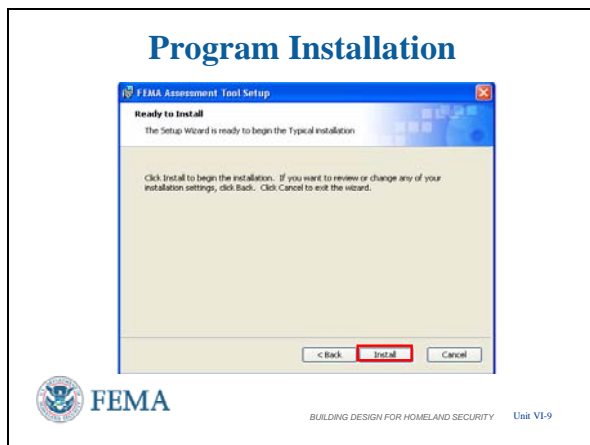 Program Installation
FEMA Assessment Tool Setup
Ready to Install
The Setup Wizard is ready to begin the Typical installation
Click Install to begin the installation. If you want to review or change any of your
installation settings, click Back. Click Cancel to exit the wizard.
< Back Install Cancel
FEMA
BUILDING DESIGN FOR HOMELAND SECURITY Unit VI-9